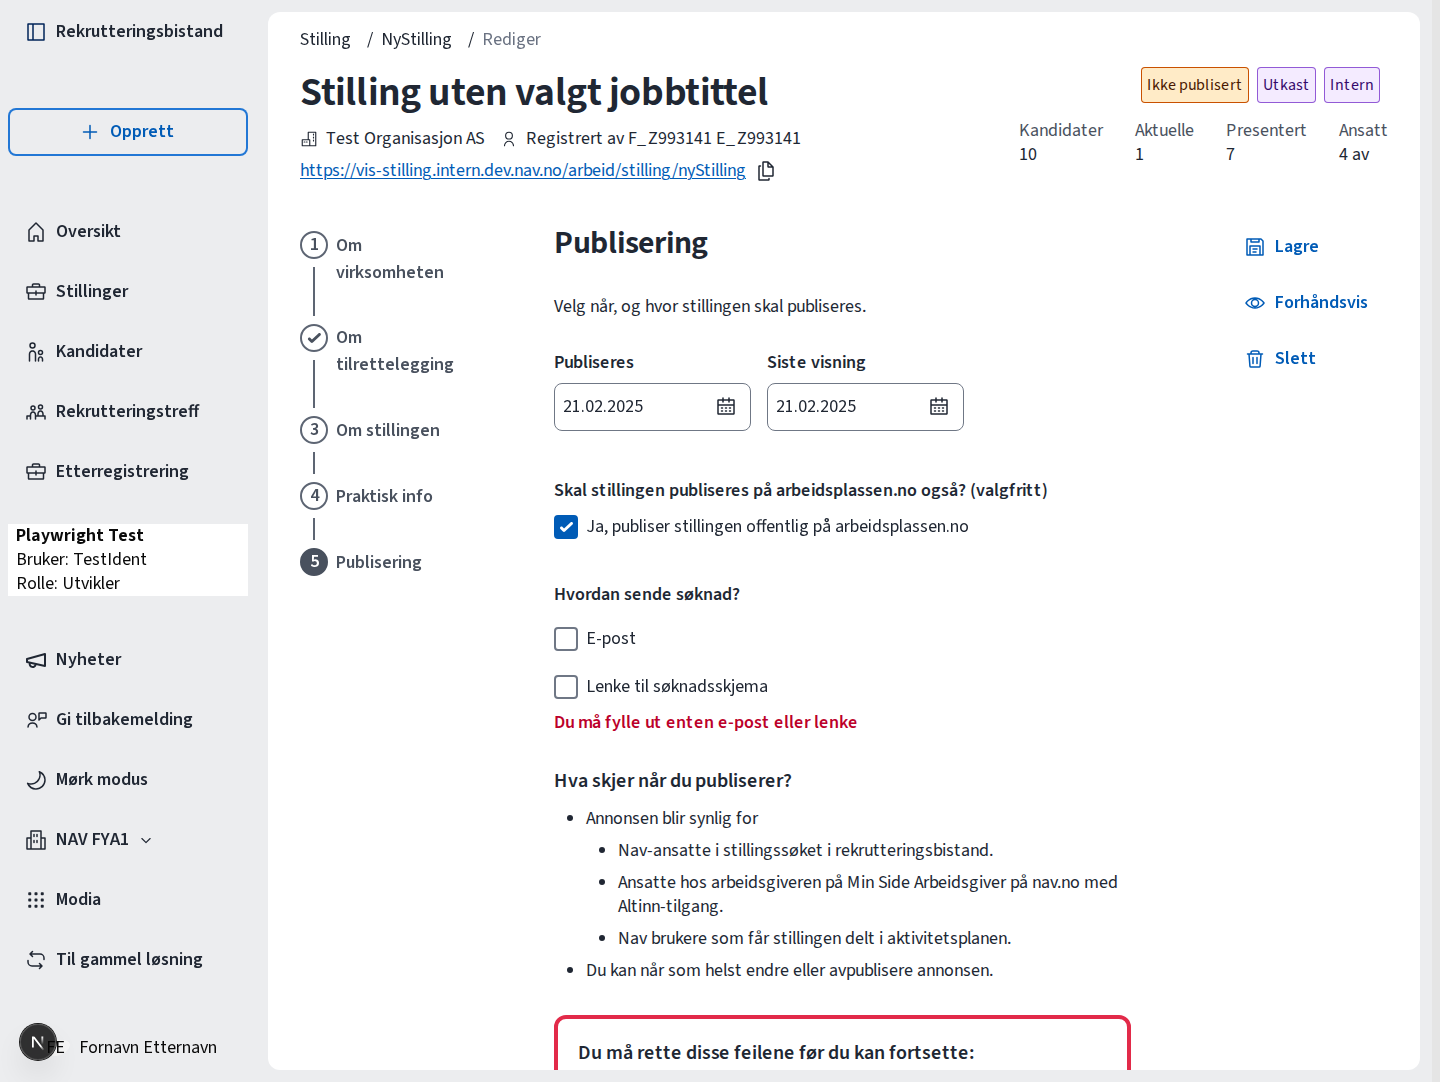 Rekrutteringsbistand
Opprett
Oversikt
Stillinger
Kandidater
Rekrutteringstreff
Etterregistrering
Playwright Test
Bruker: TestIdent
Rolle: Utvikler
Nyheter
Gi tilbakemelding
Mørk modus
NAV FYA1
Modia
Til gammel løsning
N FE Fornavn Etternavn
Stilling / NyStilling / Rediger
Stilling uten valgt jobbtittel
Test Organisasjon AS Registrert av F_Z993141 E_Z993141
https://vis-stilling.intern.dev.nav.no/arbeid/stilling/nyStilling
Ikke publisert Utkast Intern
Kandidater Aktuelle Presentert Ansatt
10 1 7 4 av
1 Om
virksomheten
Om
tilrettelegging
3 Om stillingen
4 Praktisk info
5 Publisering
Publisering
Velg når, og hvor stillingen skal publiseres.
Publiseres Siste visning
21.02.2025 21.02.2025
Skal stillingen publiseres på arbeidsplassen.no også? (valgfritt)
Ja, publiser stillingen offentlig på arbeidsplassen.no
Hvordan sende søknad?
E-post
Lenke til søknadsskjema
Du må fylle ut enten e-post eller lenke
Hva skjer når du publiserer?
• Annonsen blir synlig for
• Nav-ansatte i stillingssøket i rekrutteringsbistand.
• Ansatte hos arbeidsgiveren på Min Side Arbeidsgiver på nav.no med
Altinn-tilgang.
• Nav brukere som får stillingen delt i aktivitetsplanen.
• Du kan når som helst endre eller avpublisere annonsen.
Du må rette disse feilene før du kan fortsette:
Lagre
Forhåndsvis
Slett